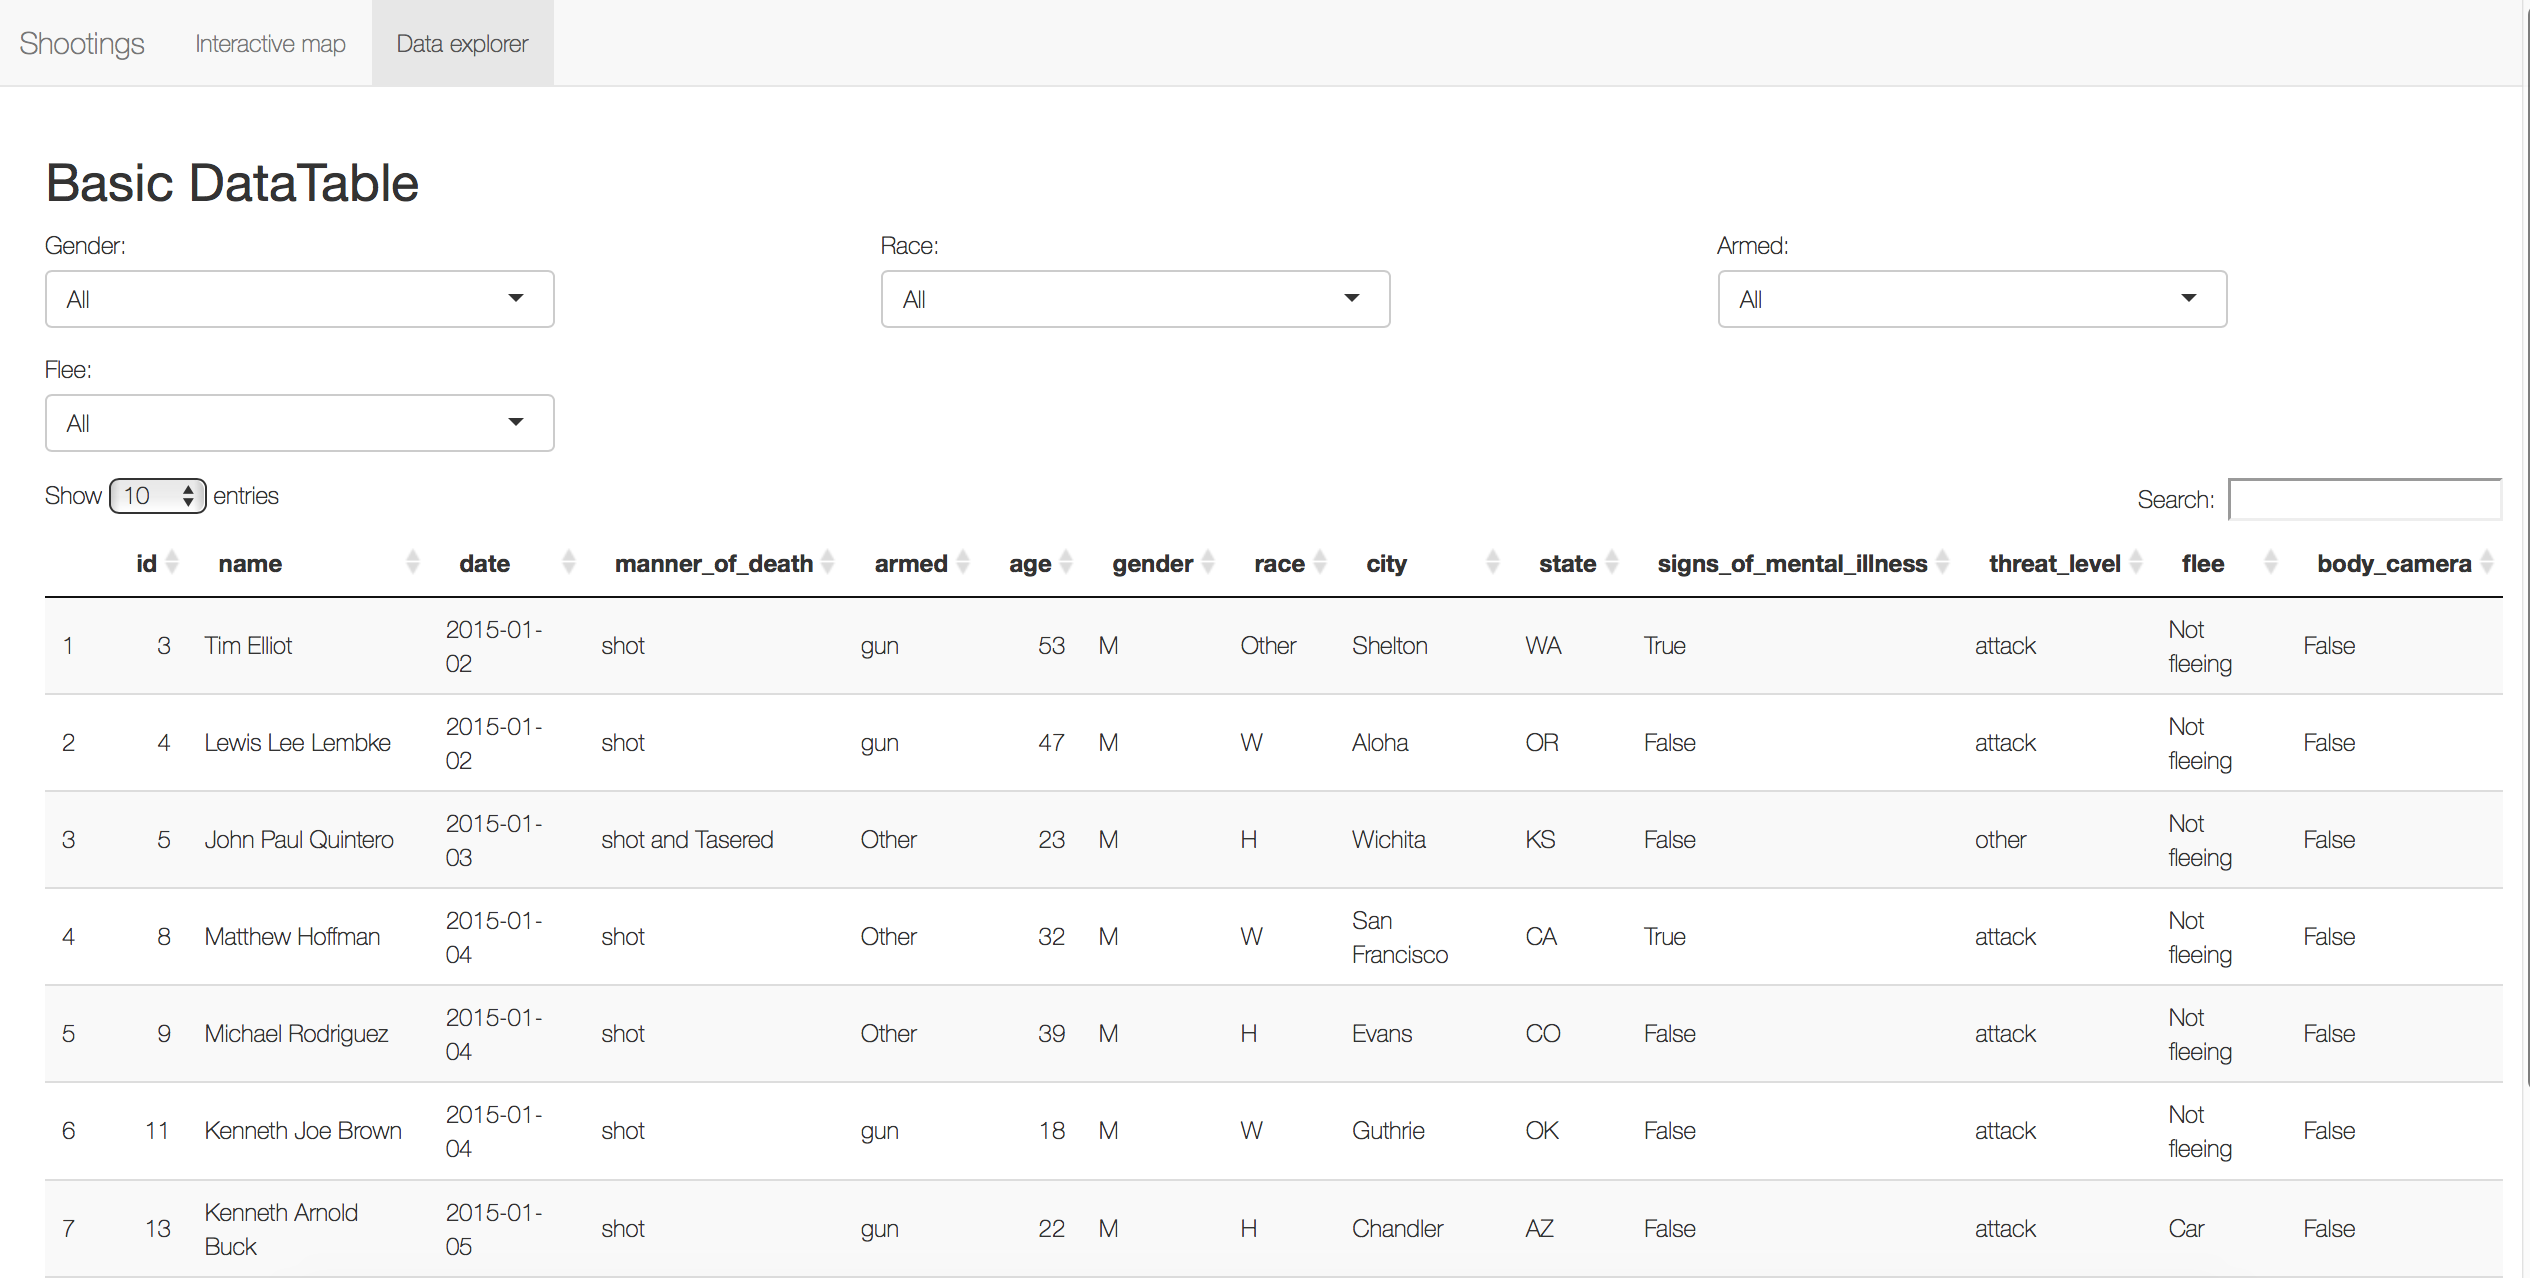 Shootings Interactive map Data explorer
Basic DataTable
Gender: Race: Armed:
All All All
Flee:
All
Show 10 entries Search:
id name date manner_of_death armed age gender race city state signs_of_mental_illness threat_level flee body_camera
1 3 Tim Elliot 2015-01-02 shot gun 53 M Other Shelton WA True attack Not fleeing False
2 4 Lewis Lee Lembke 2015-01-02 shot gun 47 M W Aloha OR False attack Not fleeing False
3 5 John Paul Quintero 2015-01-03 shot and Tasered Other 23 M H Wichita KS False other Not fleeing False
4 8 Matthew Hoffman 2015-01-04 shot Other 32 M W San Francisco CA True attack Not fleeing False
5 9 Michael Rodriguez 2015-01-04 shot Other 39 M H Evans CO False attack Not fleeing False
6 11 Kenneth Joe Brown 2015-01-04 shot gun 18 M W Guthrie OK False attack Not fleeing False
7 13 Kenneth Arnold Buck 2015-01-05 shot gun 22 M H Chandler AZ False attack Car False